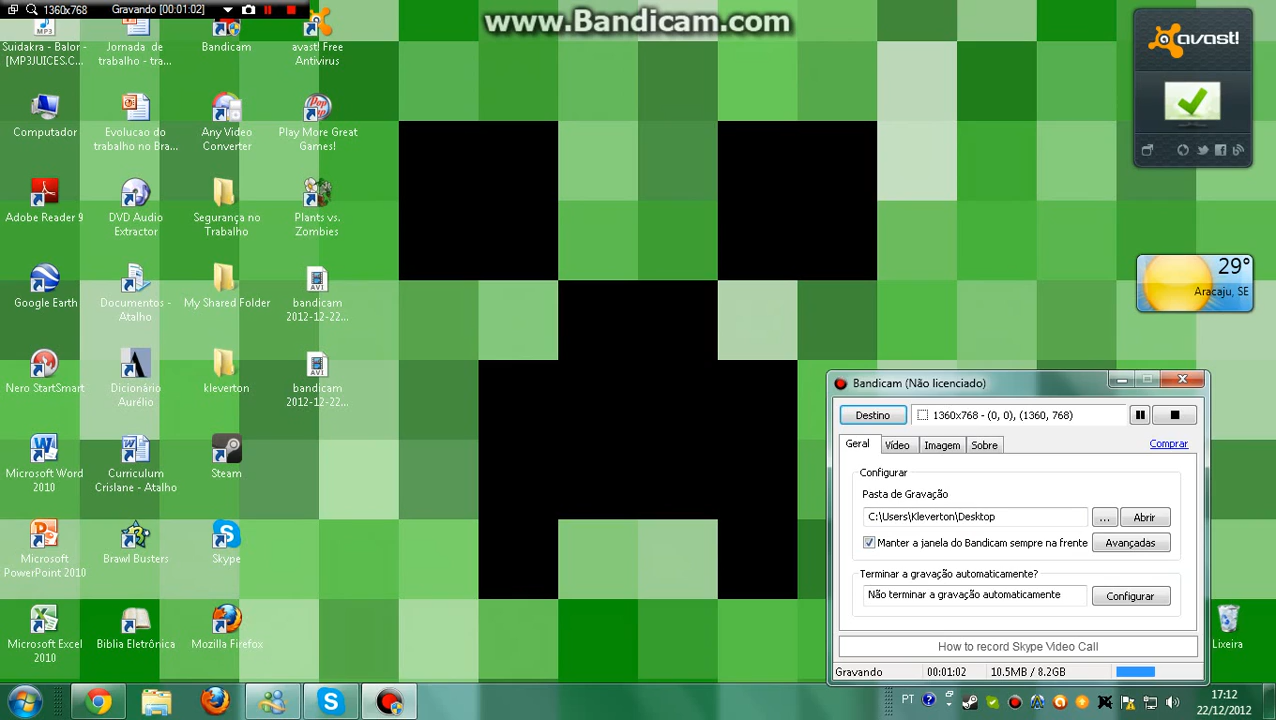 1360x768 Gravando [00:01:02]
www.Bandicam.com
Suidakra - Balor -
[MP3JUICES.C...
Jornada de
trabalho - tra...
Bandicam
avast! Free
Antivirus
Computador
Evolucao do
trabalho no Bra...
Any Video
Converter
Play More Great
Games!
Adobe Reader 9
DVD Audio
Extractor
Segurança no
Trabalho
Plants vs.
Zombies
Google Earth
Documentos -
Atalho
My Shared Folder
bandicam
2012-12-22...
Nero StartSmart
Dicionário
Aurélio
kleverton
bandicam
2012-12-22...
Microsoft Word
2010
Curriculum
Crislane - Atalho
Steam
Microsoft
PowerPoint 2010
Brawl Busters
Skype
Microsoft Excel
2010
Biblia Eletrônica
Mozilla Firefox
avast!
29°
Aracaju, SE
Bandicam (Não licenciado)
Destino
1360x768 - (0, 0), (1360, 768)
Geral Vídeo Imagem Sobre Comprar
Configurar
Pasta de Gravação
C:\Users\Kleverton\Desktop
... Abrir
Manter a janela do Bandicam sempre na frente
Avançadas
Terminar a gravação automaticamente?
Não terminar a gravação automaticamente
Configurar
How to record Skype Video Call
Gravando 00:01:02 10.5MB / 8.2GB
Lixeira
PT
17:12
22/12/2012